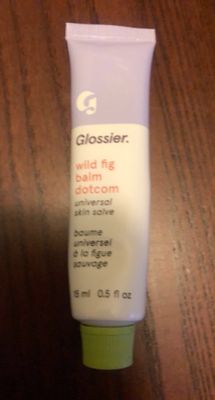 G
Glossier.
wild fig
balm
dotcom
universal
skin salve
baume
universel
à la figue
sauvage
15 ml 0.5 fl oz